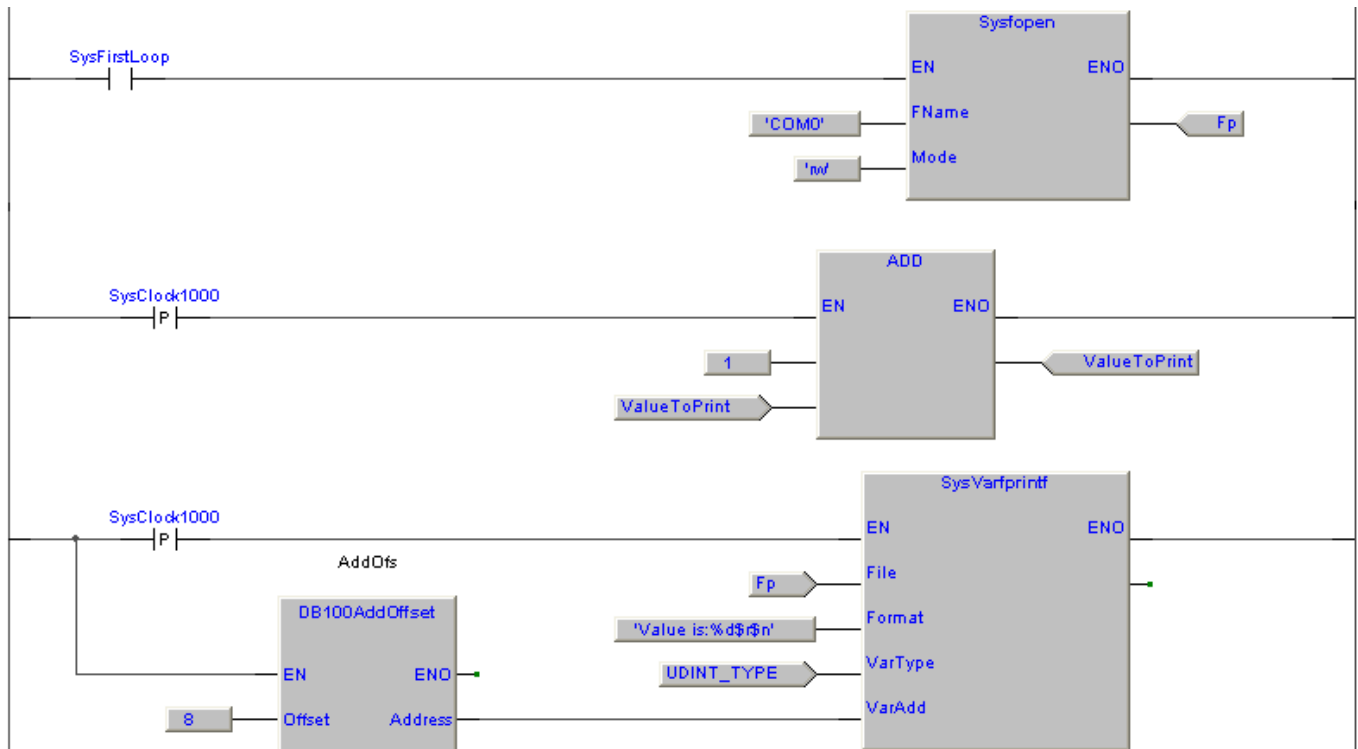 Sysfopen
SysFirstLoop
EN ENO
'COM0' FName Fp
'rw' Mode
ADD
SysClock1000
EN ENO
1 ValueToPrint
ValueToPrint
SysVarfprintf
SysClock1000
P
EN ENO
AddOfs
Fp File
DB100AddOffset
'Value is:%d$r$n' Format
EN ENO
UDINT_TYPE VarType
8 Offset Address
VarAdd
P